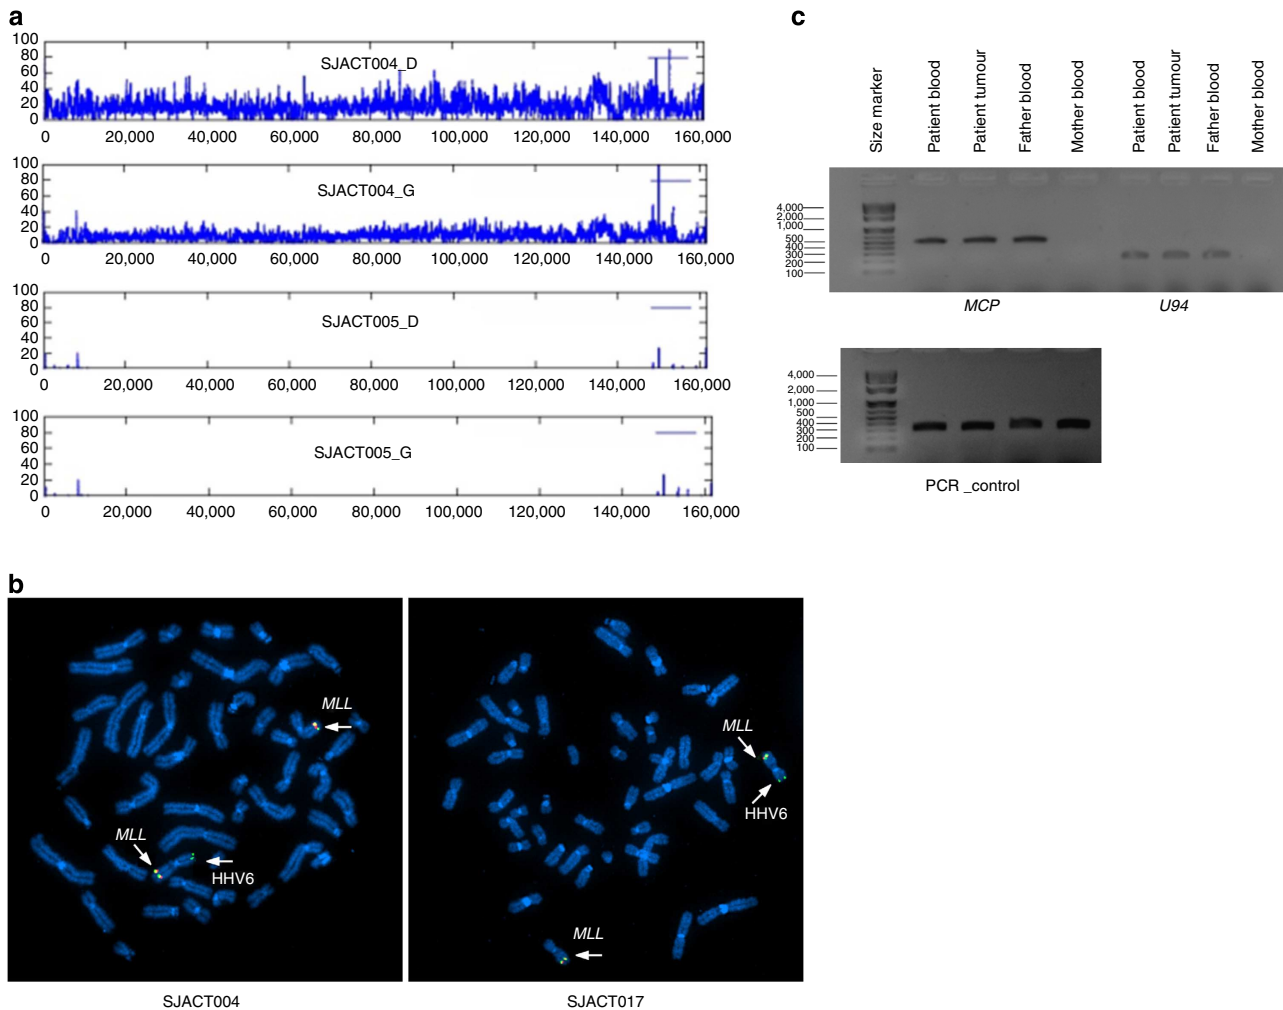 a
100
80
60
40
20
0
SJACT004_D
0 20,000 40,000 60,000 80,000 100,000 120,000 140,000 160,000
100
80
60
40
20
0
SJACT004_G
0 20,000 40,000 60,000 80,000 100,000 120,000 140,000 160,000
100
80
60
40
20
0
SJACT005_D
0 20,000 40,000 60,000 80,000 100,000 120,000 140,000 160,000
100
80
60
40
20
0
SJACT005_G
0 20,000 40,000 60,000 80,000 100,000 120,000 140,000 160,000
c
Size marker
Patient blood
Patient tumour
Father blood
Mother blood
Patient blood
Patient tumour
Father blood
Mother blood
4,000
2,000
1,000
500
400
300
200
100
MCP
U94
4,000
2,000
1,000
500
400
300
200
100
PCR _control
b
MLL
MLL
HHV6
SJACT004
MLL
HHV6
MLL
SJACT017